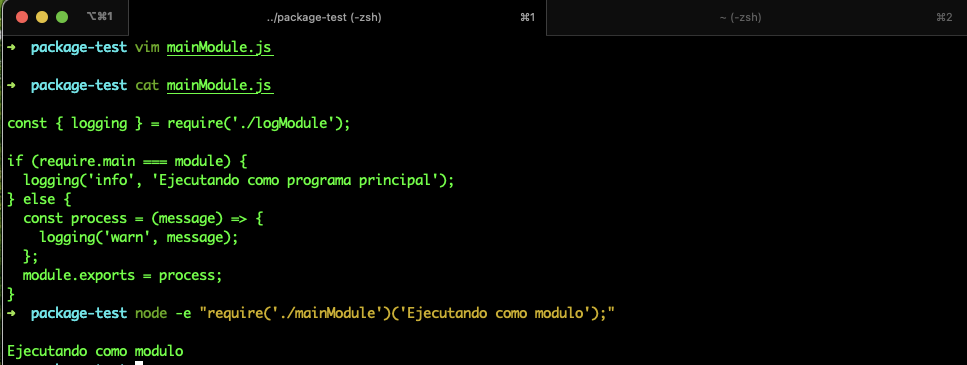 ⌥⌘1
../package-test (-zsh)
⌘1
~ (-zsh)
⌘2
➜ package-test vim mainModule.js
➜ package-test cat mainModule.js
const { logging } = require('./logModule');
if (require.main === module) {
logging('info', 'Ejecutando como programa principal');
} else {
const process = (message) => {
logging('warn', message);
};
module.exports = process;
}
➜ package-test node -e "require('./mainModule')('Ejecutando como modulo');"
Ejecutando como modulo